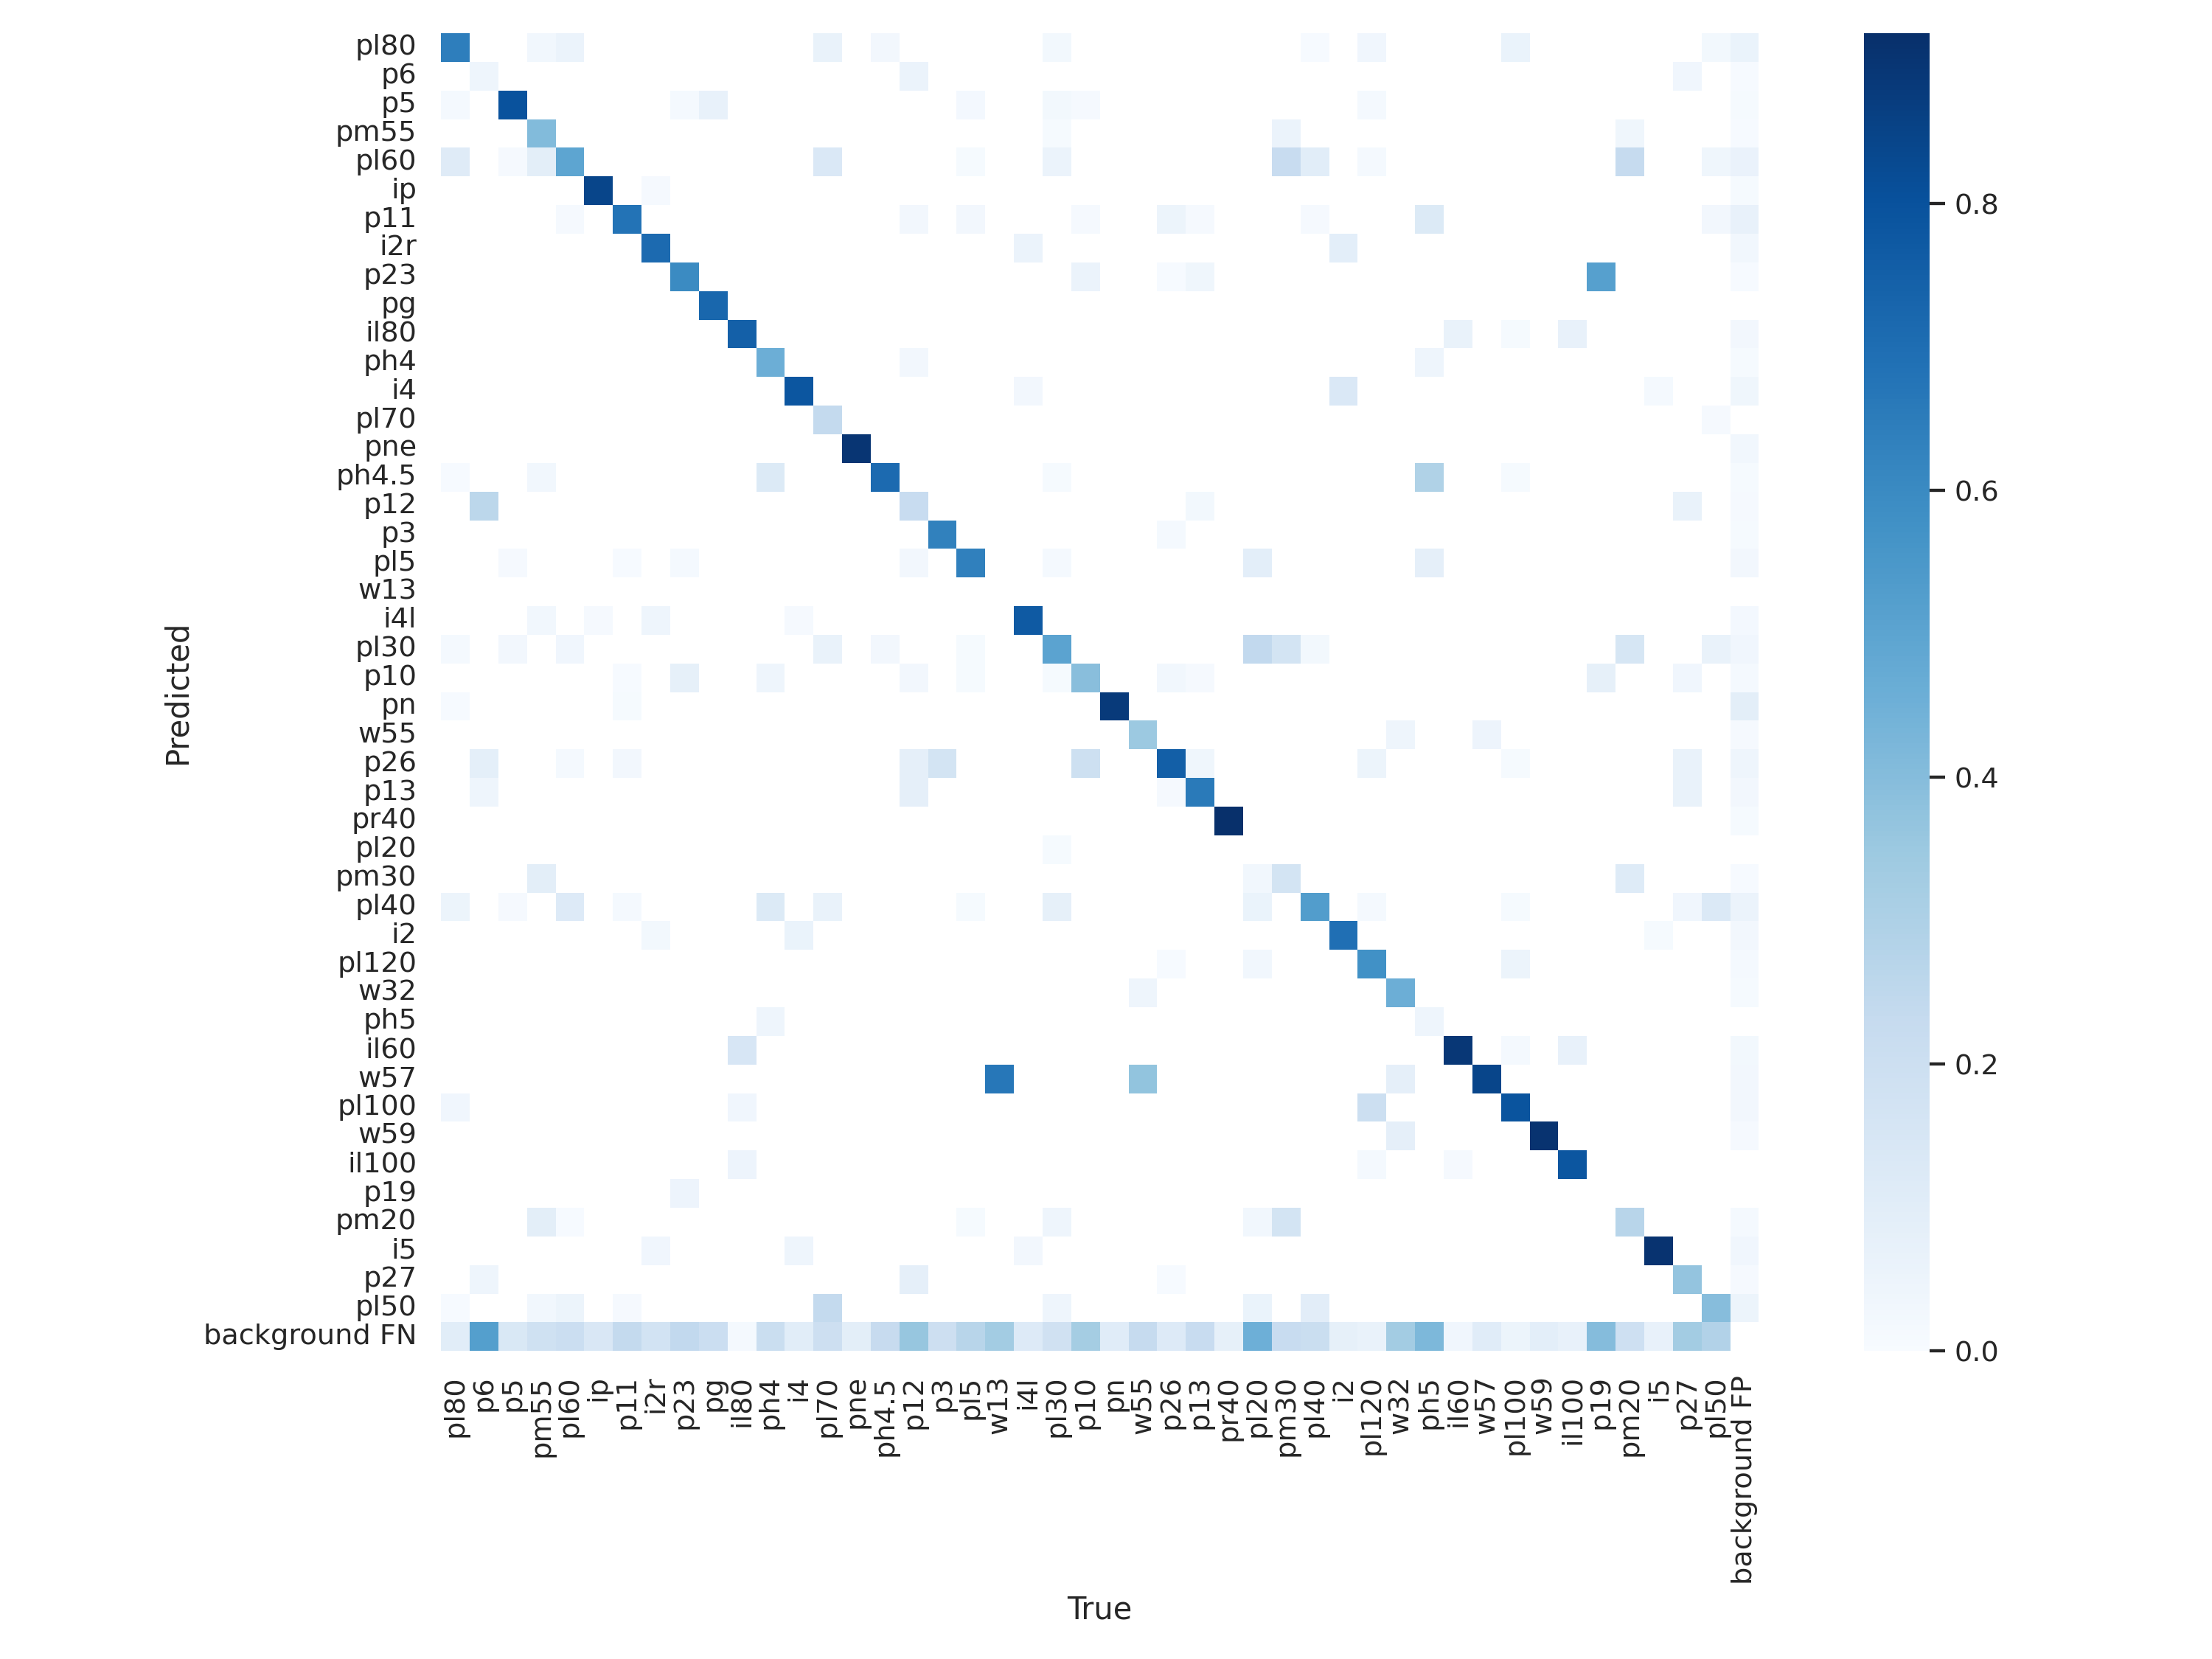 pl80
p6
p5
pm55
pl60
ip
p11
i2r
p23
pg
il80
ph4
i4
pl70
pne
ph4.5
p12
p3
pl5
w13
i4l
pl30
p10
pn
w55
p26
p13
pr40
pl20
pm30
pl40
i2
pl120
w32
ph5
il60
w57
pl100
w59
il100
p19
pm20
i5
p27
pl50
background FN
Predicted
pl80
p6
p5
pm55
pl60
ip
p11
i2r
p23
pg
il80
ph4
i4
pl70
pne
ph4.5
p12
p3
pl5
w13
i4l
pl30
p10
pn
w55
p26
p13
pr40
pl20
pm30
pl40
i2
pl120
w32
ph5
il60
w57
pl100
w59
il100
p19
pm20
i5
p27
pl50
background FP
True
0.8
0.6
0.4
0.2
0.0